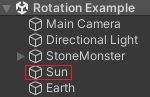 Rotation Example
Main Camera
Directional Light
StoneMonster
Sun
Earth